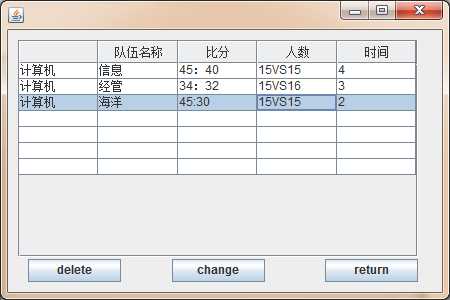 队伍名称 比分 人数 时间
计算机 信息 45：40 15VS15 4
计算机 经管 34：32 15VS16 3
计算机 海洋 45:30 15VS15 2
delete change return